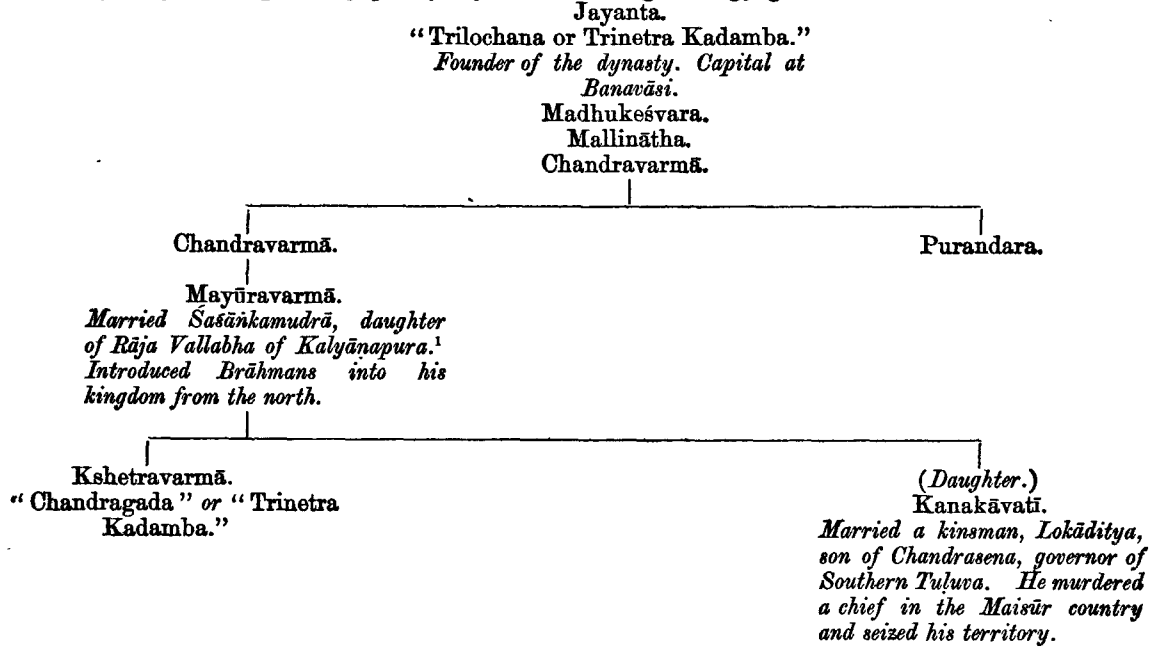 Jayanta.
“Trilochana or Trinetra Kadamba.”
Founder of the dynasty. Capital at
Banavāsi.
Madhukeśvara.
Mallinātha.
Chandravarmā.
Chandravarmā.
Purandara.
Mayūravarmā.
Married Śaśāṅkamudrā, daughter
of Rāja Vallabha of Kalyāṇapura.¹
Introduced Brāhmans into his
kingdom from the north.
Kshetravarmā.
“Chandragada” or “Trinetra
Kadamba.”
(Daughter.)
Kanakāvatī.
Married a kinsman, Lokāditya,
son of Chandrasena, governor of
Southern Tuḷuva. He murdered
a chief in the Maisūr country
and seized his territory.